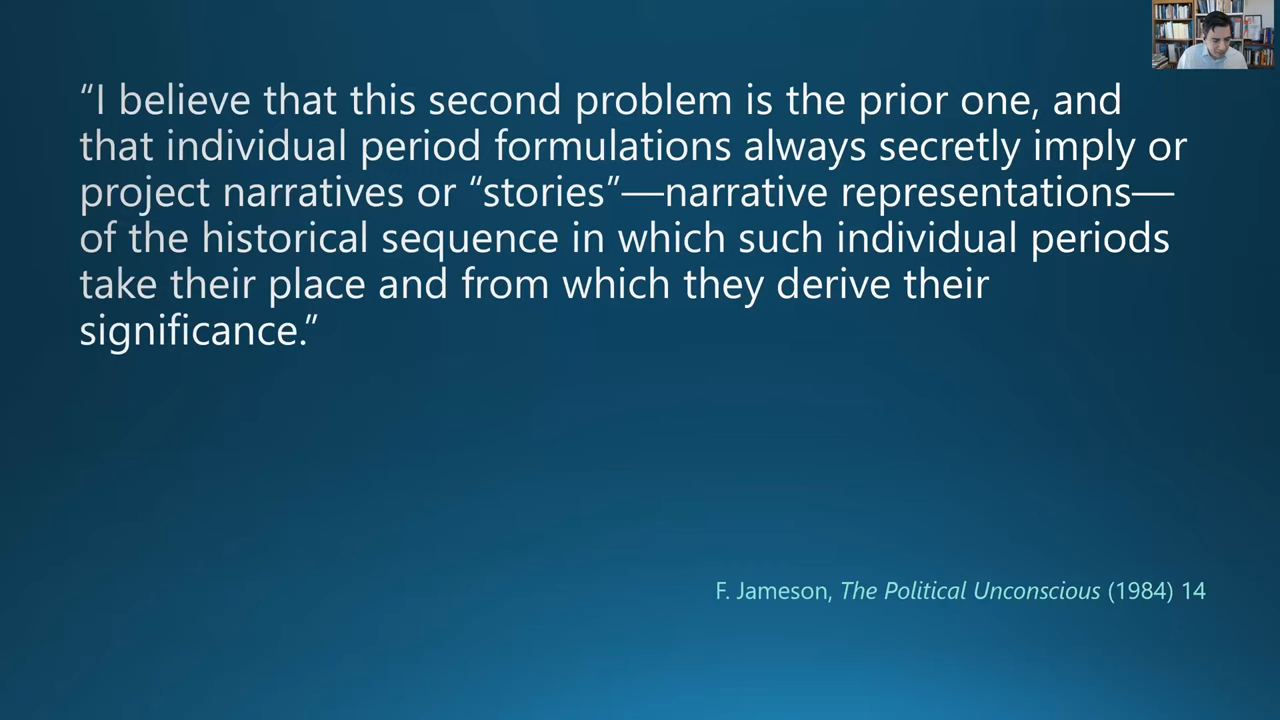 “I believe that this second problem is the prior one, and
that individual period formulations always secretly imply or
project narratives or “stories”—narrative representations—
of the historical sequence in which such individual periods
take their place and from which they derive their
significance.”
F. Jameson, The Political Unconscious (1984) 14